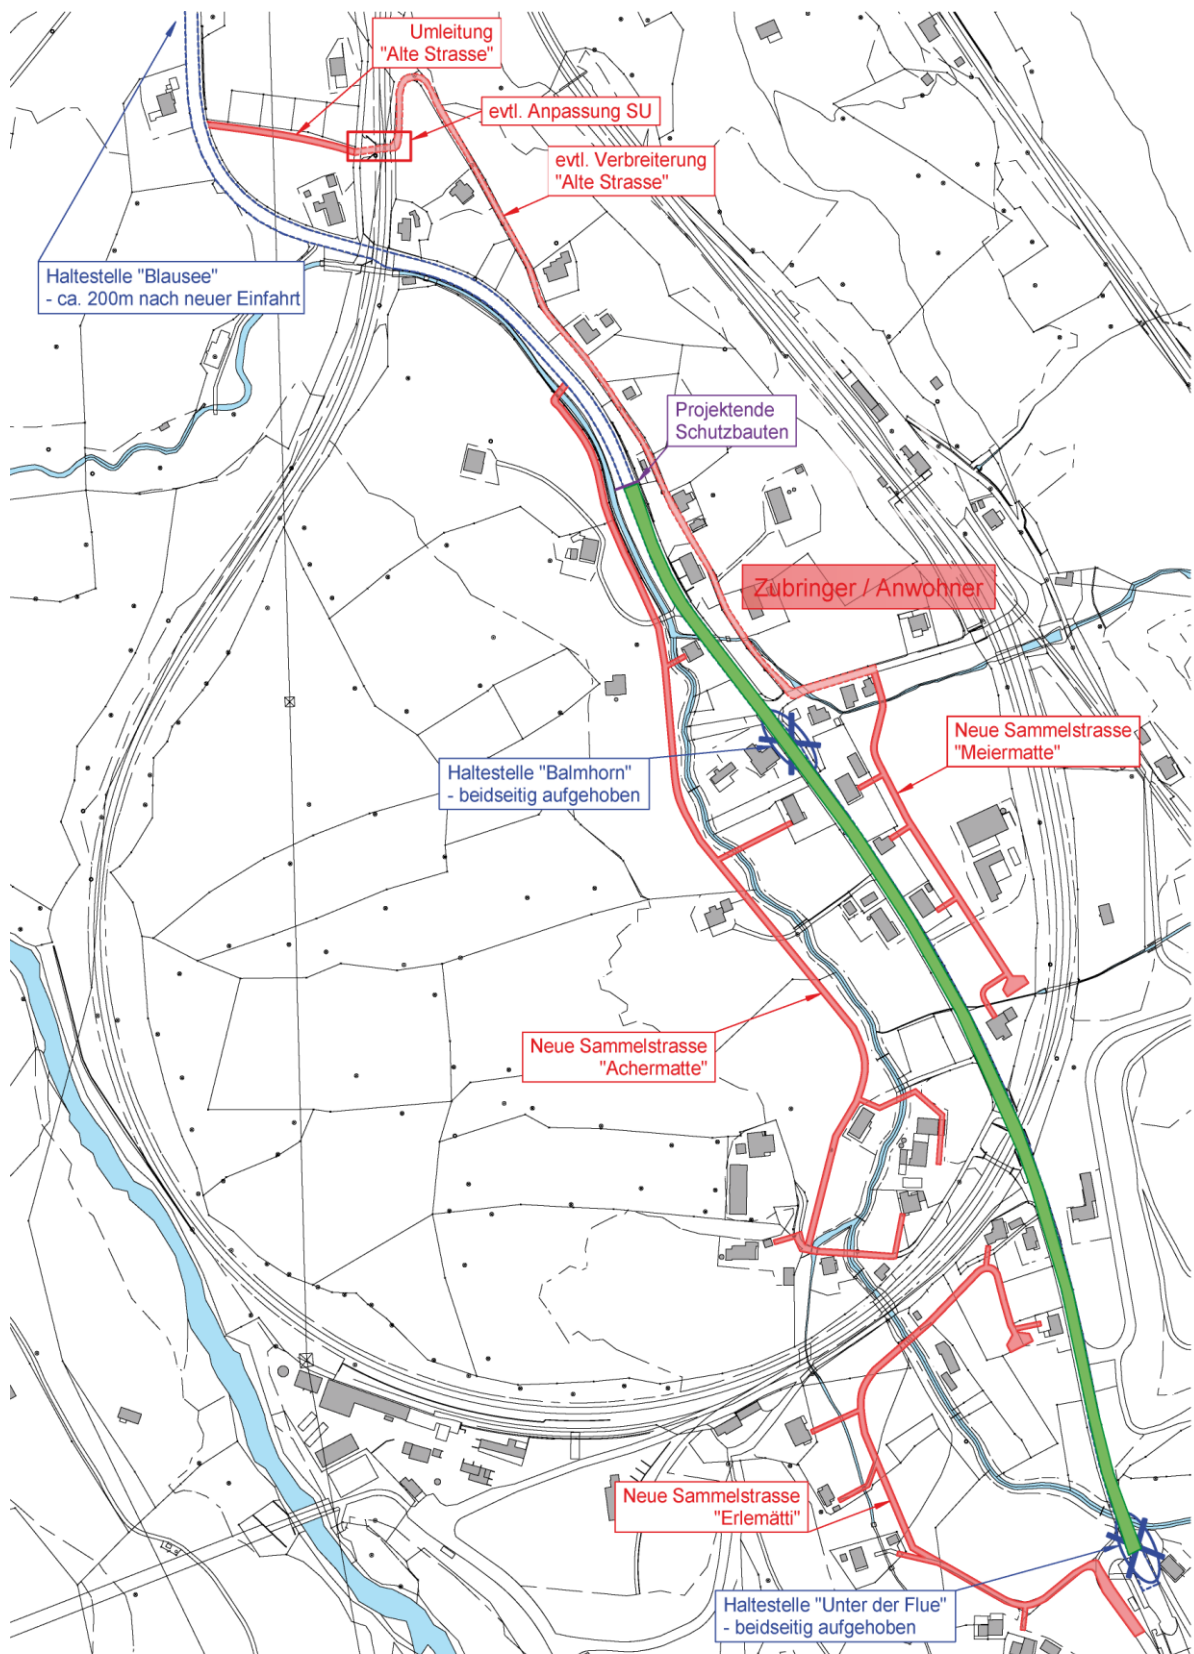 Umleitung
"Alte Strasse"
evtl. Anpassung SU
evtl. Verbreiterung
"Alte Strasse"
Haltestelle "Blausee"
- ca. 200m nach neuer Einfahrt
Projektende
Schutzbauten
Zubringer / Anwohner
Neue Sammelstrasse
"Meiermatte"
Haltestelle "Balmhorn"
- beidseitig aufgehoben
Neue Sammelstrasse
"Achermatte"
Neue Sammelstrasse
"Erlemätti"
Haltestelle "Unter der Flue"
- beidseitig aufgehoben